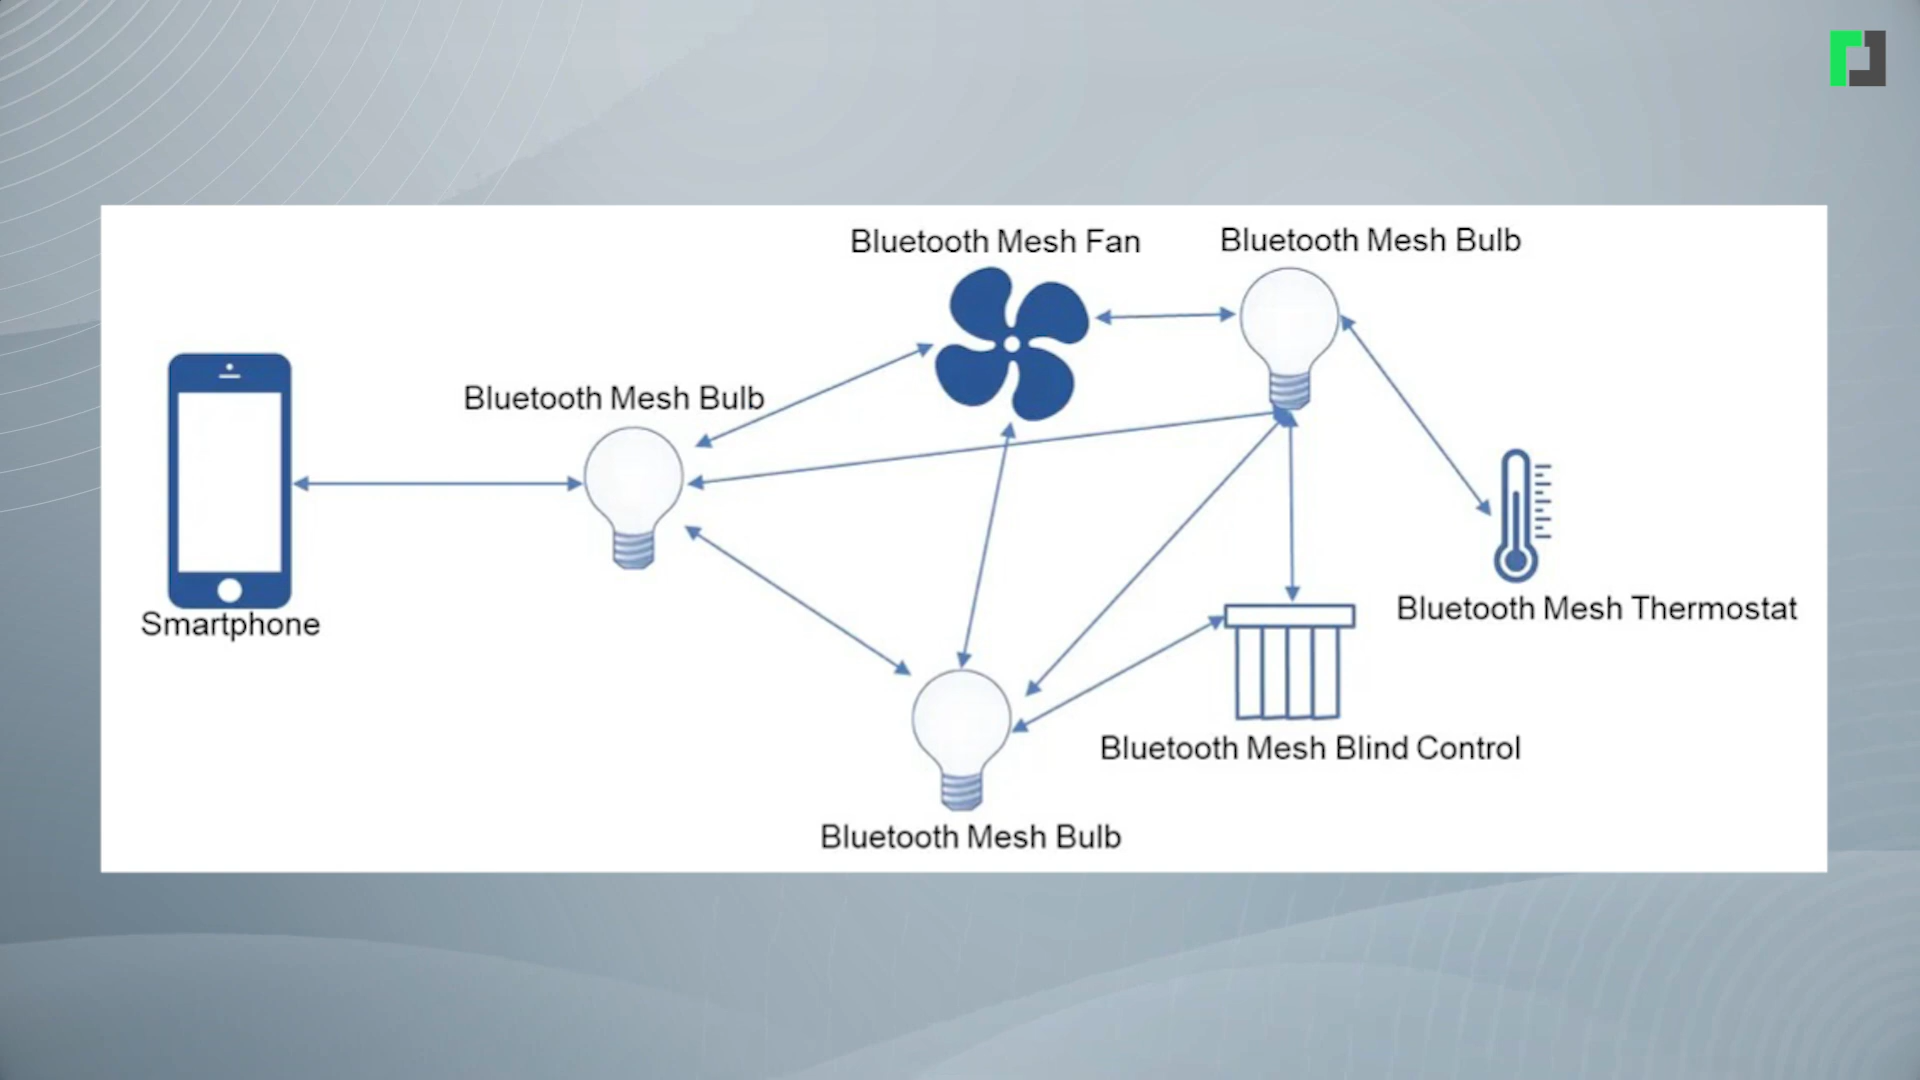 Bluetooth Mesh Fan
Bluetooth Mesh Bulb
Bluetooth Mesh Bulb
Smartphone
Bluetooth Mesh Thermostat
Bluetooth Mesh Blind Control
Bluetooth Mesh Bulb